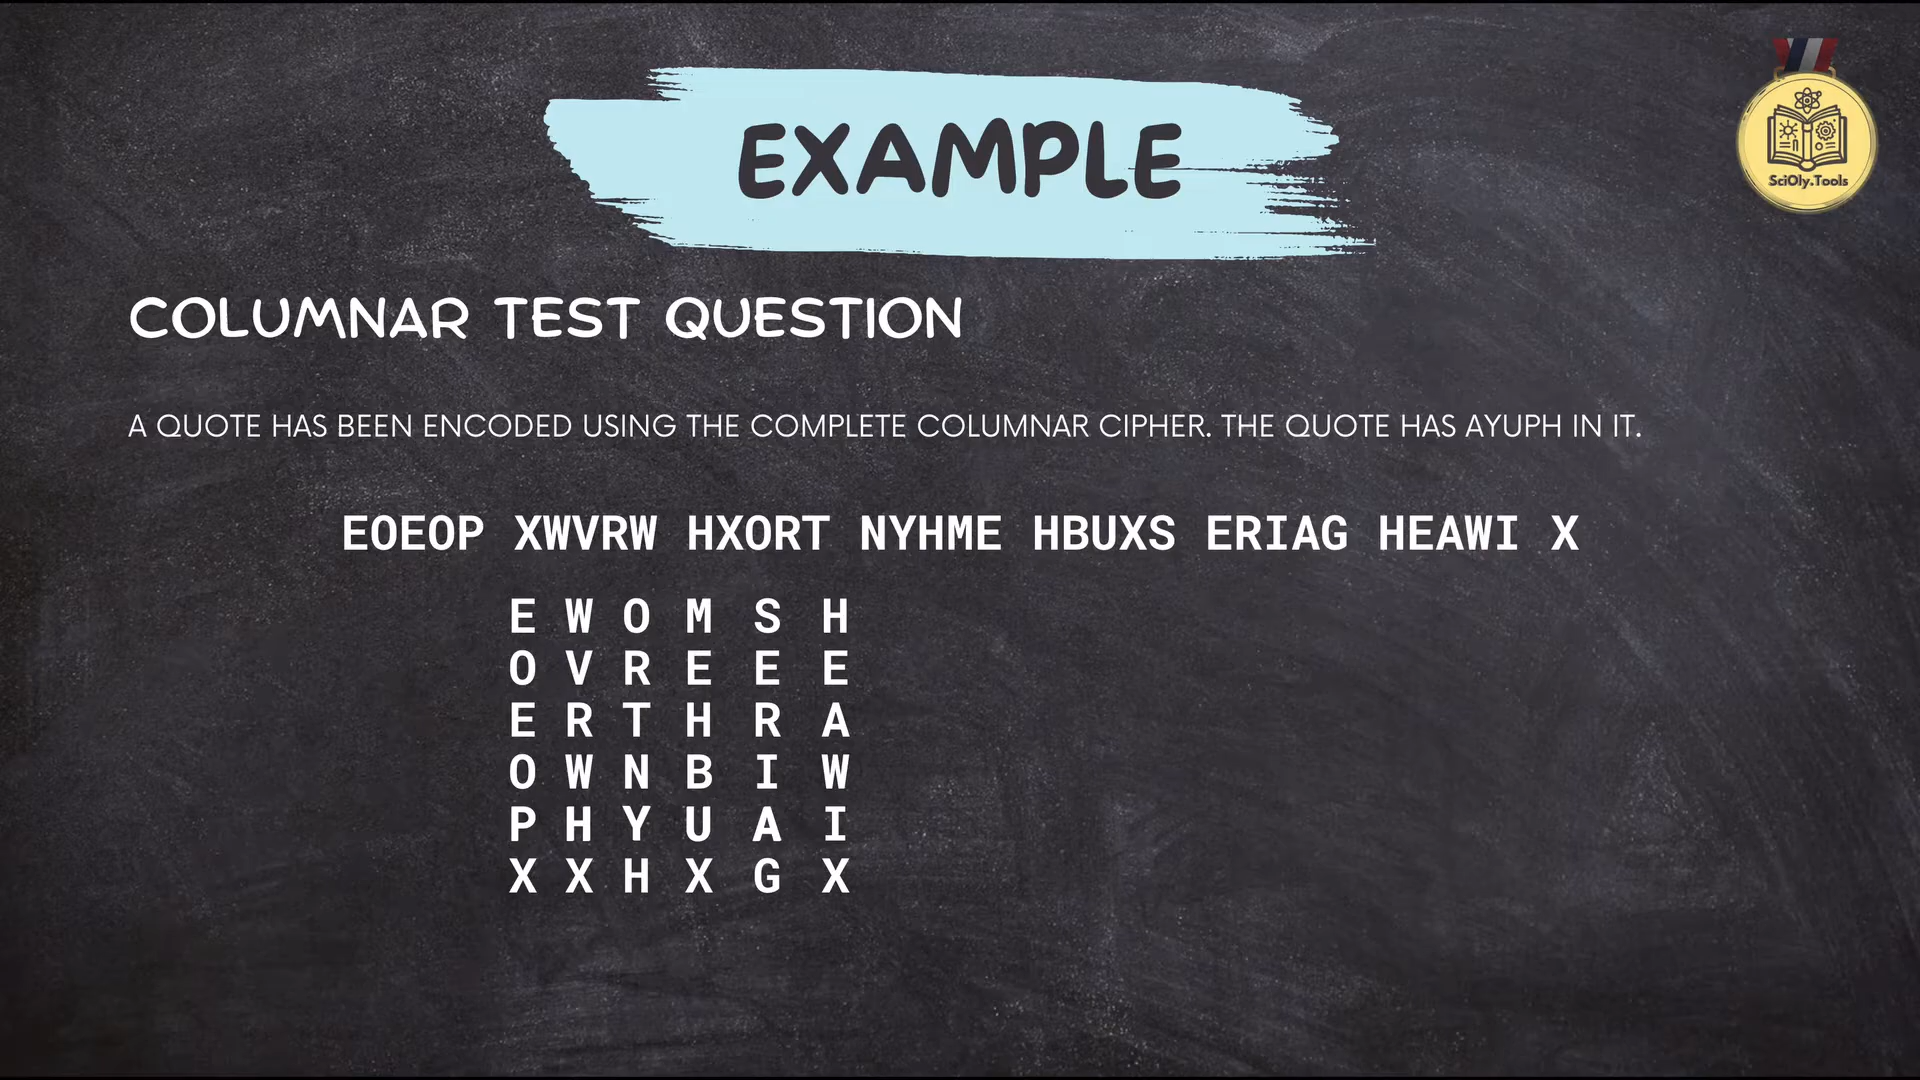 EXAMPLE
SciOly.Tools
COLUMNAR TEST QUESTION
A QUOTE HAS BEEN ENCODED USING THE COMPLETE COLUMNAR CIPHER. THE QUOTE HAS AYUPH IN IT.
EOEOP XWVRW HXORT NYHME HBUXS ERIAG HEAWI X
E W O M S H
O V R E E E
E R T H R A
O W N B I W
P H Y U A I
X X H X G X